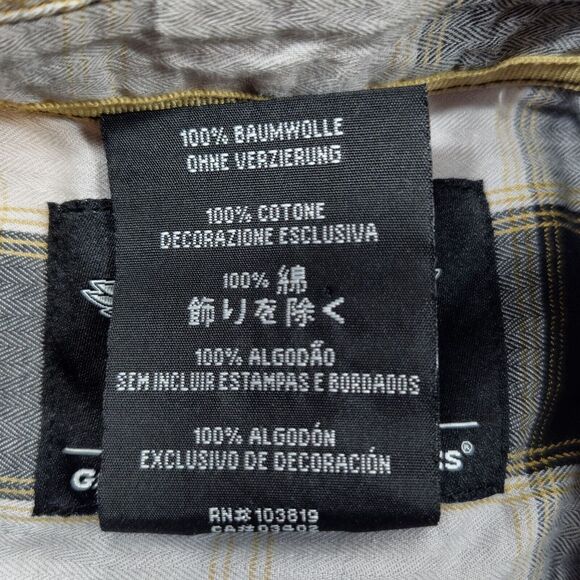 100% BAUMWOLLE
OHNE VERZIERUNG
100% COTONE
DECORAZIONE ESCLUSIVA
100% 綿
飾りを除く
100% ALGODÃO
SEM INCLUIR ESTAMPAS E BORDADOS
100% ALGODÓN
EXCLUSIVO DE DECORACIÓN
RN# 103819